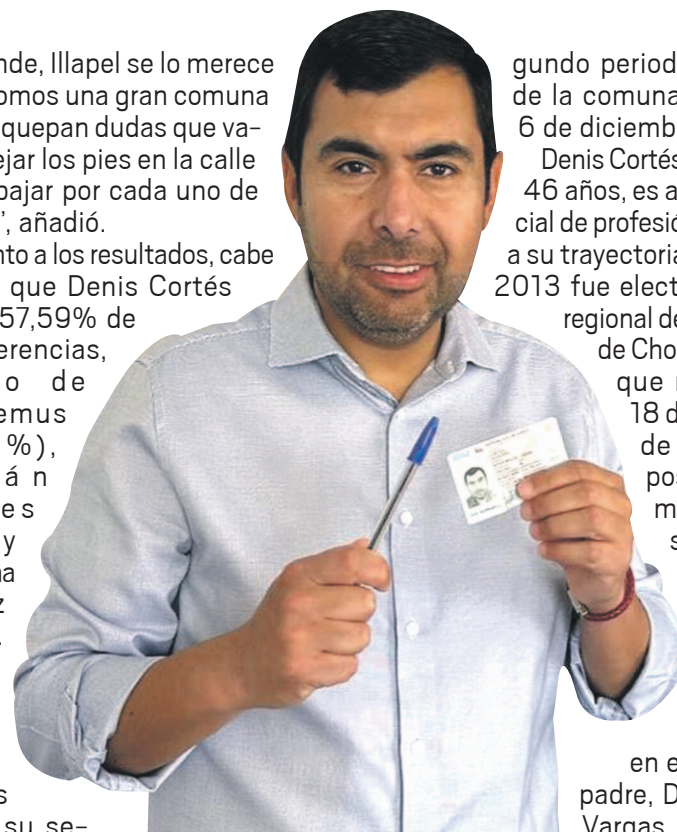 nde, Illapel se lo merece
omos una gran comuna
quepan dudas que va-
ejar los pies en la calle
bajar por cada uno de
”, añadió.
nto a los resultados, cabe
que Denis Cortés
57,59% de
erencias,
o de
emus
%),
á n
es
y
na
z
.
s
su se-
gundo period
de la comuna
6 de diciemb
Denis Cortés
46 años, es a
cial de profesió
a su trayectoria
2013 fue elect
regional de
de Cho
que
18 d
de
pos
m
s
en e
padre, D
Vargas